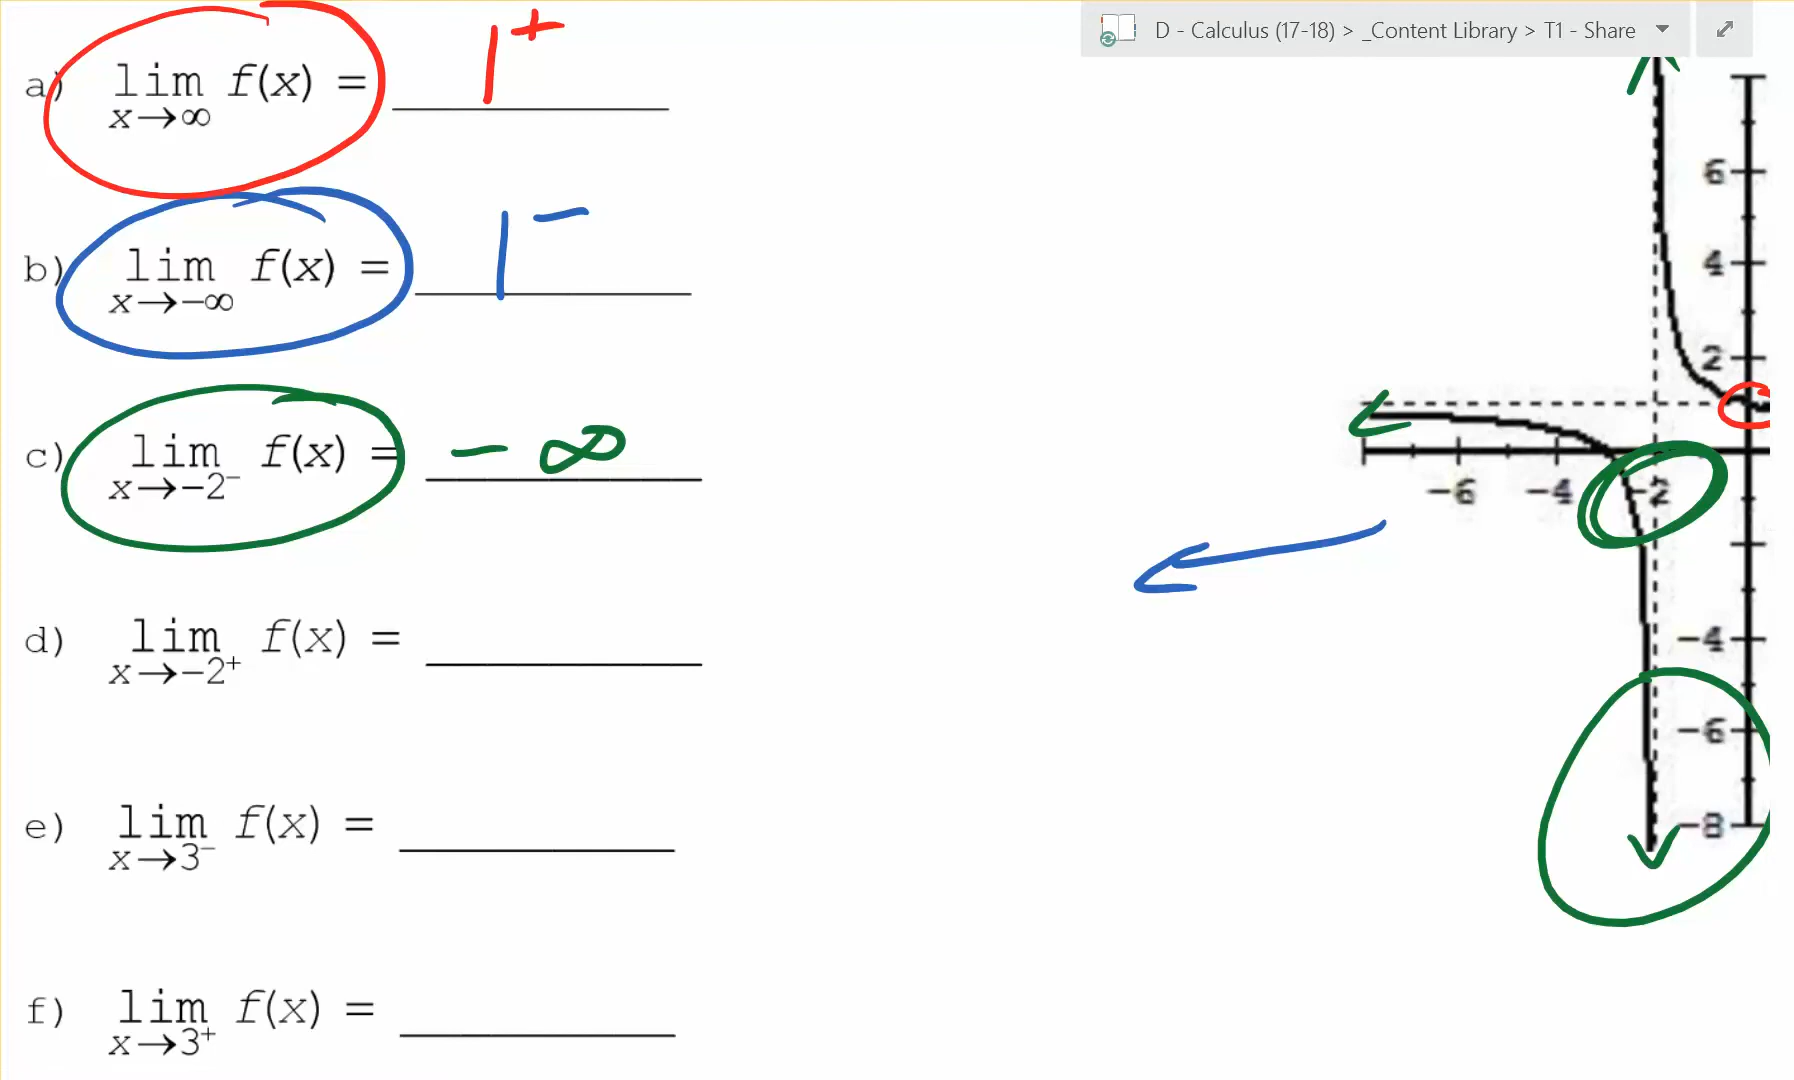 D - Calculus (17-18) > _Content Library > T1 - Share
a) lim f(x) = 1⁺
x→∞
b) lim f(x) = 1⁻
x→-∞
c) lim f(x) = -∞
x→-2⁻
d) lim f(x) =
x→-2⁺
e) lim f(x) =
x→3⁻
f) lim f(x) =
x→3⁺
6
4
2
-6 -4 -2
-4
-6
-8